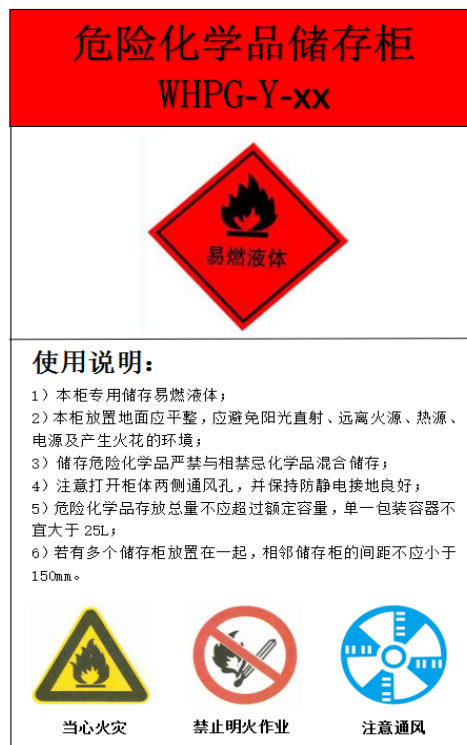 危险化学品储存柜
WHPG-Y-xx
易燃液体
使用说明：
1）本柜专用储存易燃液体；
2）本柜放置地面应平整，应避免阳光直射、远离火源、热源、
电源及产生火花的环境；
3）储存危险化学品严禁与相禁忌化学品混合储存；
4）注意打开柜体两侧通风孔，并保持防静电接地良好；
5）危险化学品存放总量不应超过额定容量，单一包装容器不
宜大于 25L；
6）若有多个储存柜放置在一起，相邻储存柜的间距不应小于
150mm。
当心火灾 禁止明火作业 注意通风